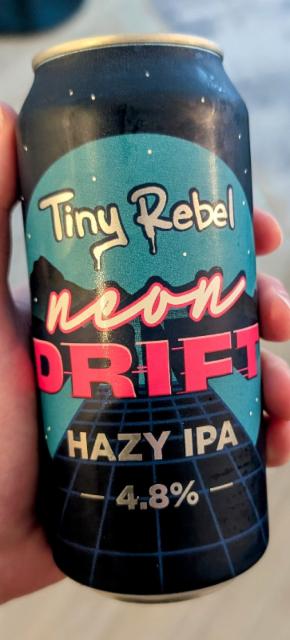 Tiny Rebel
neon
DRIFT
HAZY IPA
4.8%